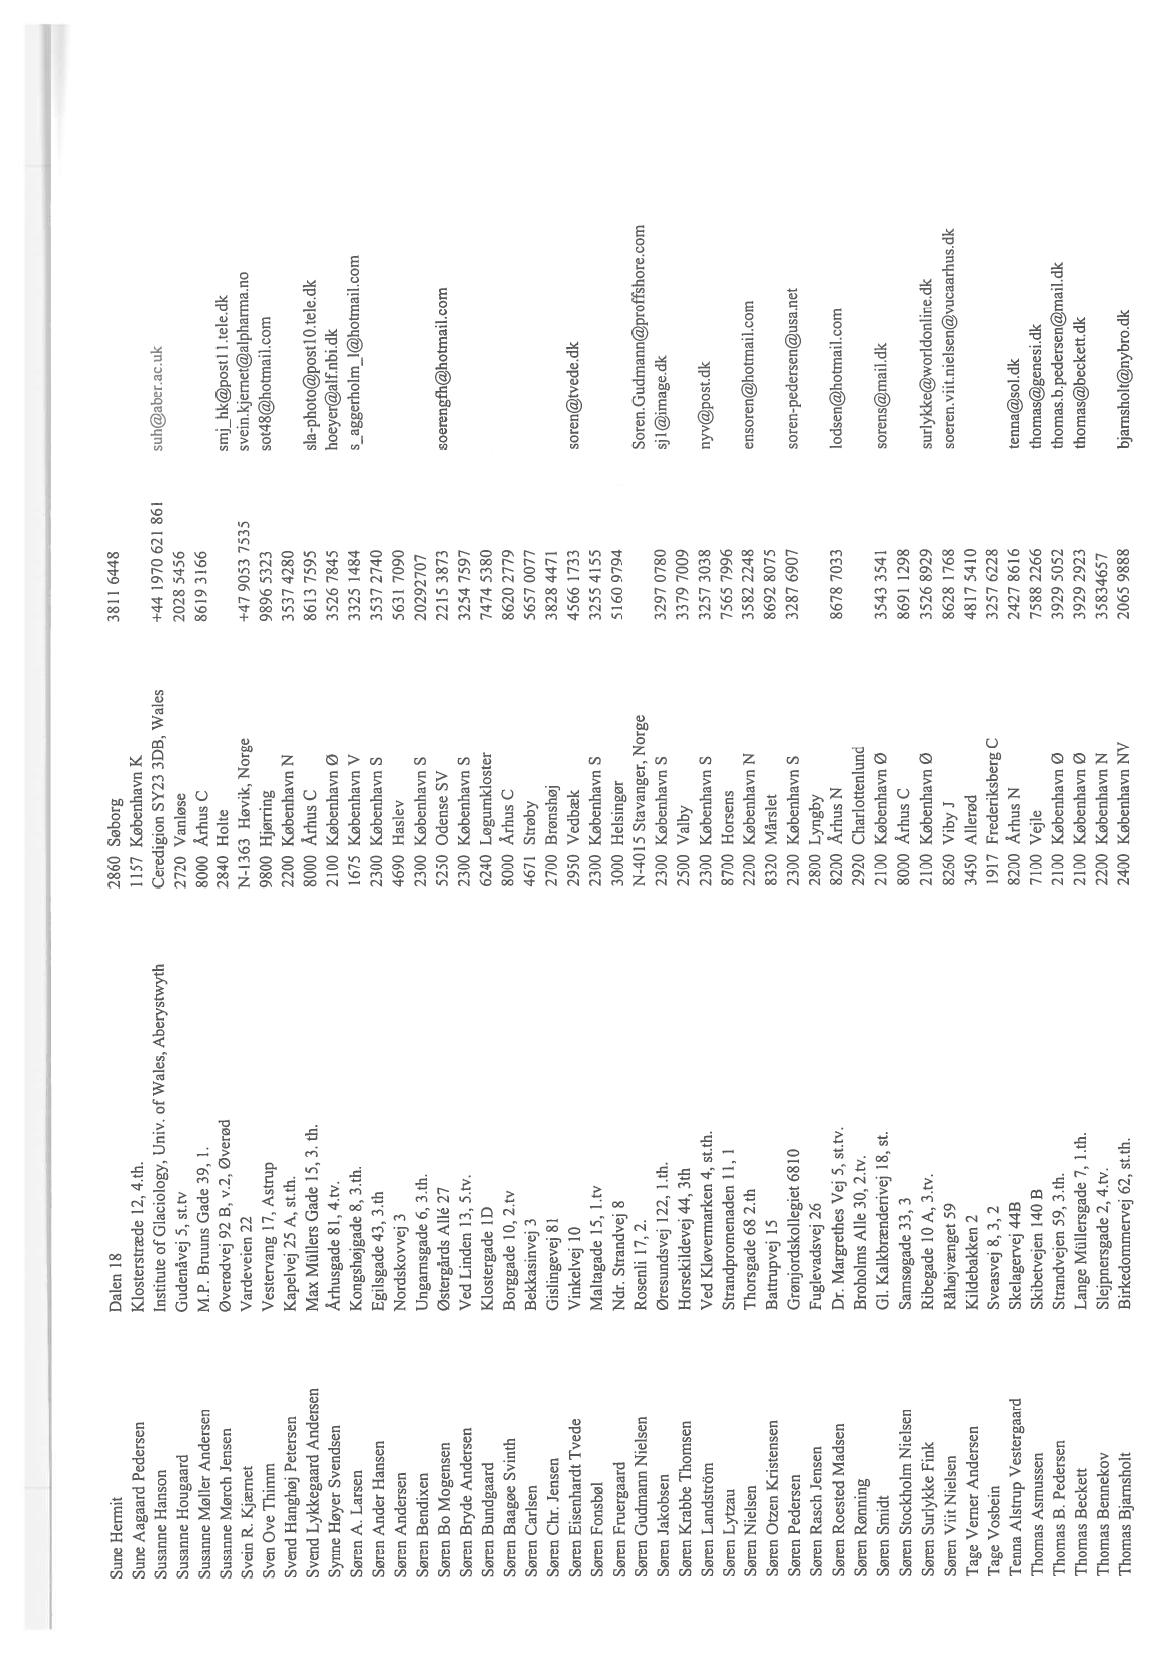 Sune Hermit Dalen 18 2860 Søborg 3811 6448
Sune Aagaard Pedersen Klosterstræde 12, 4.th. 1157 København K
Susanne Hanson Institute of Glaciology, Univ. of Wales, Aberystwyth Ceredigion SY23 3DB, Wales +44 1970 621 861 suh@aber.ac.uk
Susanne Hougaard Gudenåvej 5, st.tv 2720 Vanløse 2028 5456
Susanne Møller Andersen M.P. Bruuns Gade 39, 1. 8000 Århus C 8619 3166
Susanne Mørch Jensen Øverødvej 92 B, v.2, Øverød 2840 Holte smj_hk@post11.tele.dk
Svein R. Kjærnet Vardeveien 22 N-1363 Høvik, Norge +47 9053 7535 svein.kjernet@alpharma.no
Sven Ove Thimm Vestervang 17, Astrup 9800 Hjørring 9896 5323 sot48@hotmail.com
Svend Hanghøj Petersen Kapelvej 25 A, st.th. 2200 København N 3537 4280
Svend Lykkegaard Andersen Max Müllers Gade 15, 3. th. 8000 Århus C 8613 7595 sla-photo@post10.tele.dk
Synne Høyer Svendsen Århusgade 81, 4.tv. 2100 København Ø 3526 7845 hoeyer@alf.nbi.dk
Søren A. Larsen Kongshøjgade 8, 3.th. 1675 København V 3325 1484 s_aggerholm_l@hotmail.com
Søren Ander Hansen Egilsgade 43, 3.th 2300 København S 3537 2740
Søren Andersen Nordskovvej 3 4690 Haslev 5631 7090
Søren Bendixen Ungarnsgade 6, 3.th. 2300 København S 20292707
Søren Bo Mogensen Østergårds Allé 27 5250 Odense SV 2215 3873 soerengfh@hotmail.com
Søren Bryde Andersen Ved Linden 13, 5.tv. 2300 København S 3254 7597
Søren Bundgaard Klostergade 1D 6240 Løgumkloster 7474 5380
Søren Baagøe Svinth Borggade 10, 2.tv 8000 Århus C 8620 2779
Søren Carlsen Bekkasinvej 3 4671 Strøby 5657 0077
Søren Chr. Jensen Gislingevej 81 2700 Brønshøj 3828 4471
Søren Eisenhardt Tvede Vinkelvej 10 2950 Vedbæk 4566 1733 soren@tvede.dk
Søren Fonsbøl Maltagade 15, 1.tv 2300 København S 3255 4155
Søren Fruergaard Ndr. Strandvej 8 3000 Helsingør 5160 9794
Søren Gudmann Nielsen Rosenli 17, 2. N-4015 Stavanger, Norge Soren.Gudmann@proffshore.com
Søren Jakobsen Øresundsvej 122, 1.th. 2300 København S 3297 0780 sj1@image.dk
Søren Krabbe Thomsen Horsekildevej 44, 3th 2500 Valby 3379 7009
Søren Landström Ved Kløvermarken 4, st.th. 2300 København S 3257 3038 nyv@post.dk
Søren Lytzau Strandpromenaden 11, 1 8700 Horsens 7565 7996
Søren Nielsen Thorsgade 68 2.th 2200 København N 3582 2248 ensoren@hotmail.com
Søren Otzen Kristensen Battrupvej 15 8320 Mårslet 8692 8075
Søren Pedersen Grønjordskollegiet 6810 2300 København S 3287 6907 soren-pedersen@usa.net
Søren Rasch Jensen Fuglevadsvej 26 2800 Lyngby
Søren Roested Madsen Dr. Margrethes Vej 5, st.tv. 8200 Århus N 8678 7033 lodsen@hotmail.com
Søren Rønning Broholms Alle 30, 2.tv. 2920 Charlottenlund
Søren Smidt Gl. Kalkbrænderivej 18, st. 2100 København Ø 3543 3541 sorens@mail.dk
Søren Stockholm Nielsen Samsøgade 33, 3 8000 Århus C 8691 1298
Søren Surlykke Fink Ribegade 10 A, 3.tv. 2100 København Ø 3526 8929 surlykke@worldonline.dk
Søren Viit Nielsen Råhøjvænget 59 8260 Viby J 8628 1768 soeren.viit.nielsen@vucaarhus.dk
Tage Verner Andersen Kildebakken 2 3450 Allerød 4817 5410
Tage Vosbein Sveasvej 8, 3, 2 1917 Frederiksberg C 3257 6228
Tenna Alstrup Vestergaard Skelagervej 44B 8200 Århus N 2427 8616 tenna@sol.dk
Thomas Asmussen Skibetvejen 140 B 7100 Vejle 7588 2266 thomas@genesi.dk
Thomas B. Pedersen Strandvejen 59, 3.th. 2100 København Ø 3929 5052 thomas.b.pedersen@mail.dk
Thomas Beckett Lange Müllersgade 7, 1.th. 2100 København Ø 3929 2923 thomas@beckett.dk
Thomas Bennekov Slejpnersgade 2, 4.tv. 2200 København N 35834657
Thomas Bjarnsholt Birkedommervej 62, st.th. 2400 København NV 2065 9888 bjarnsholt@nybro.dk